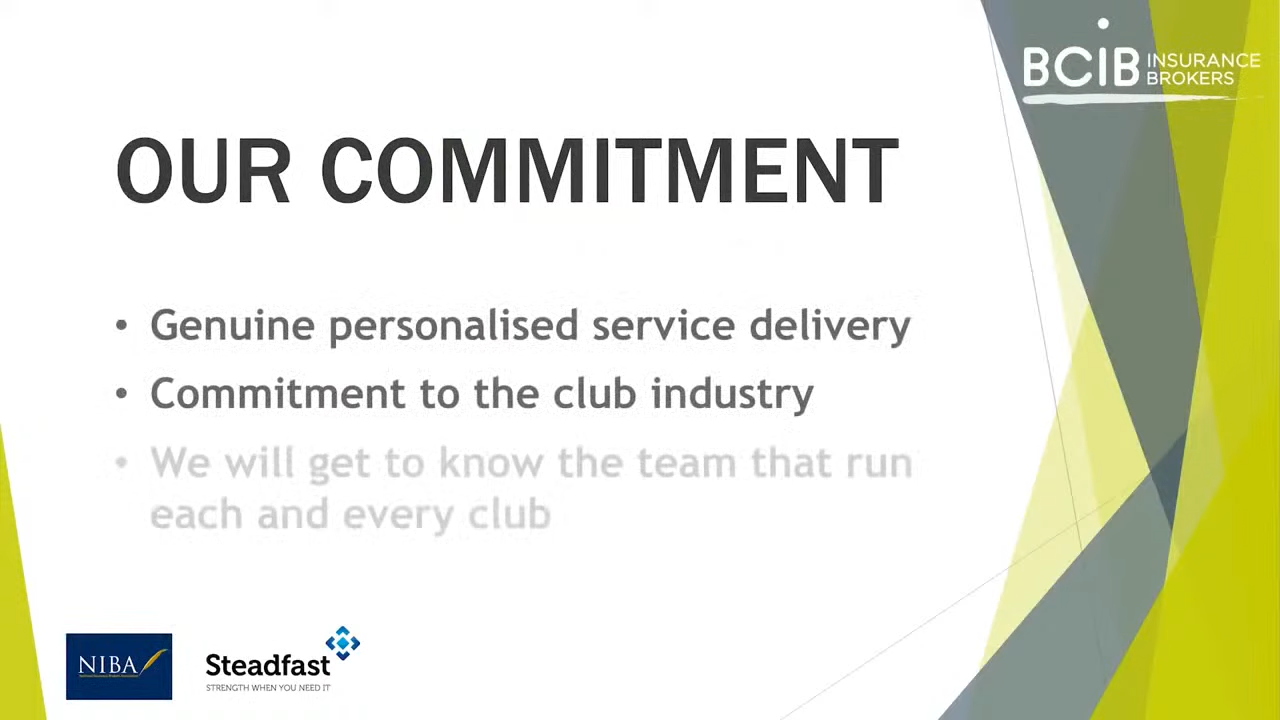 BCiB INSURANCE
BROKERS
OUR COMMITMENT
• Genuine personalised service delivery
• Commitment to the club industry
• We will get to know the team that run
each and every club
NIBA
Steadfast
STRENGTH WHEN YOU NEED IT